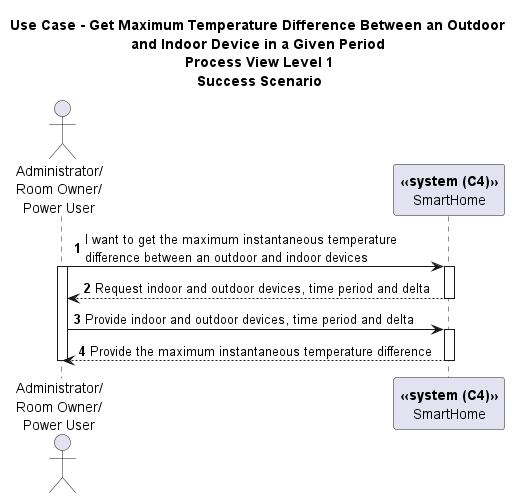 Use Case - Get Maximum Temperature Difference Between an Outdoor
and Indoor Device in a Given Period
Process View Level 1
Success Scenario
Administrator/
Room Owner/
Power User
«system (C4)»
SmartHome
1 I want to get the maximum instantaneous temperature
difference between an outdoor and indoor devices
2 Request indoor and outdoor devices, time period and delta
3 Provide indoor and outdoor devices, time period and delta
4 Provide the maximum instantaneous temperature difference
Administrator/
Room Owner/
Power User
«system (C4)»
SmartHome